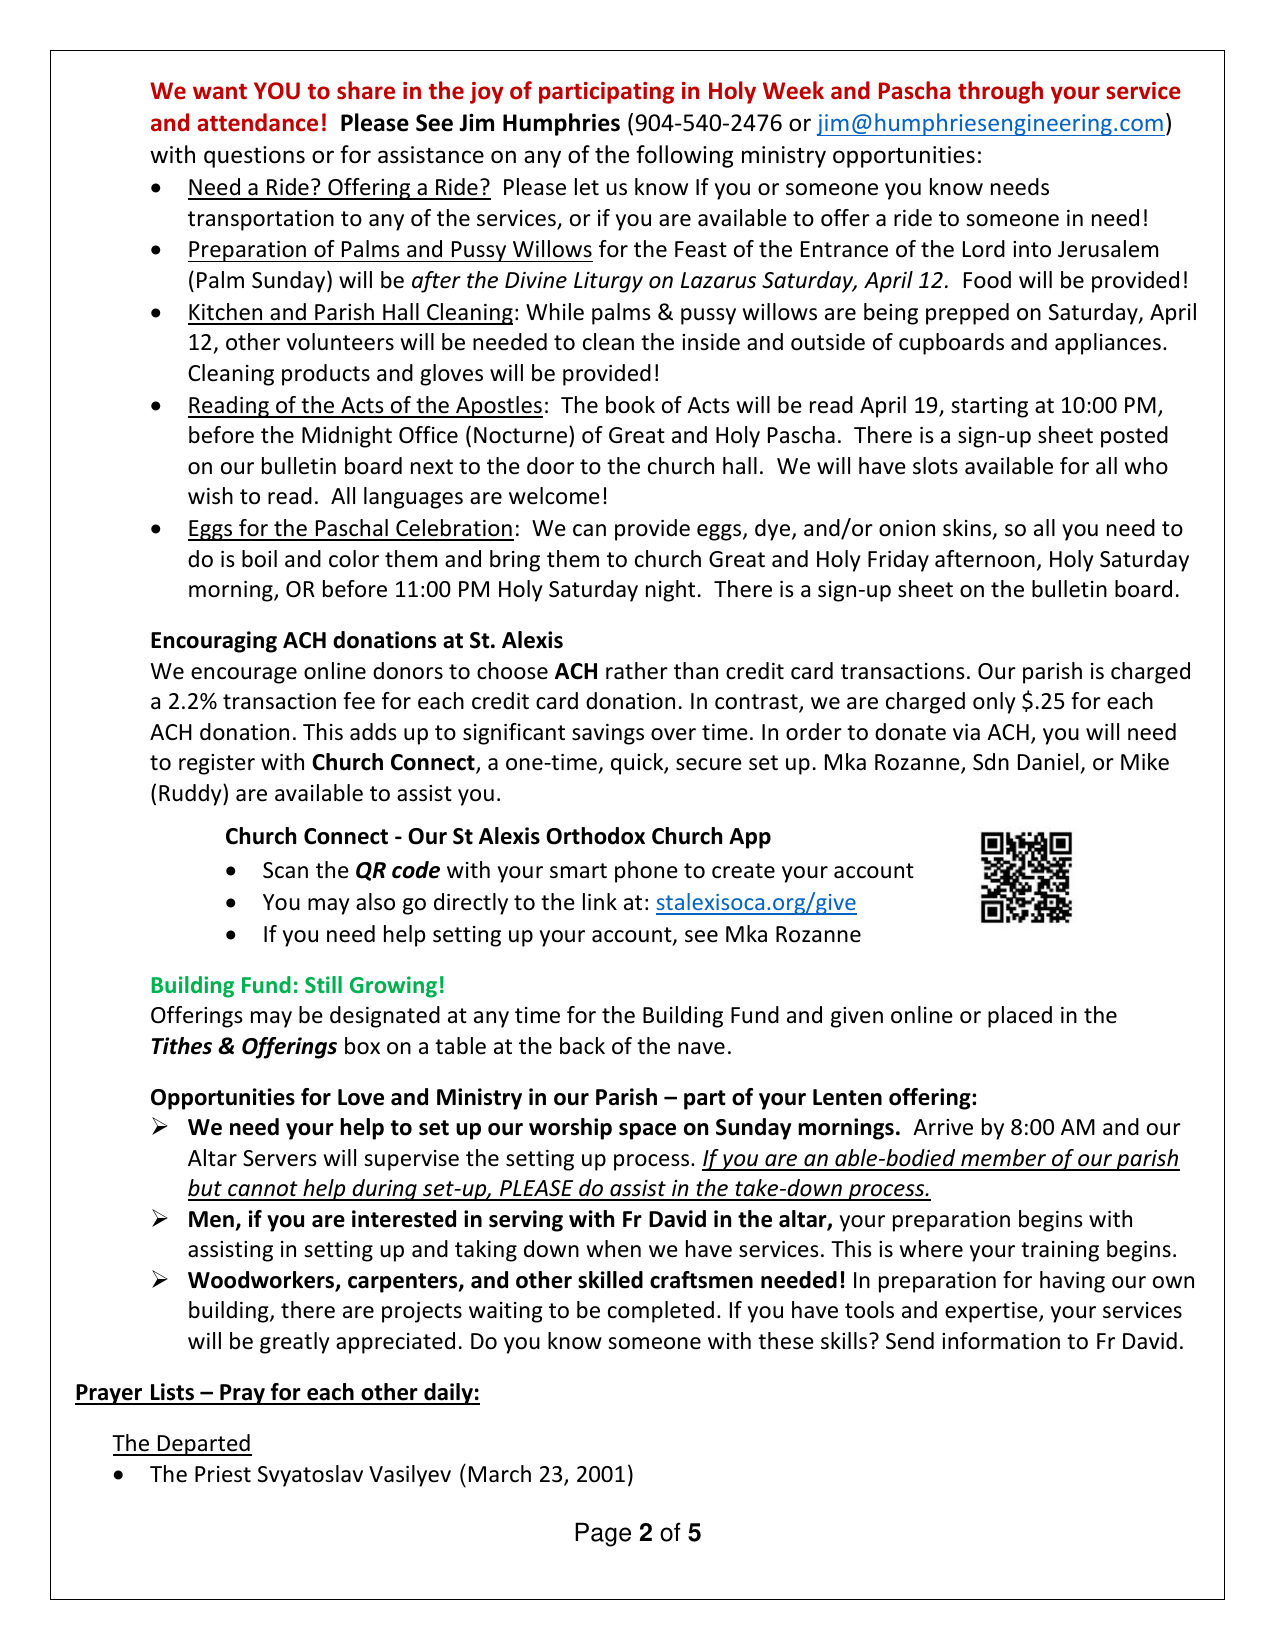 We want YOU to share in the joy of participating in Holy Week and Pascha through your service
and attendance!  Please See Jim Humphries (904-540-2476 or jim@humphriesengineering.com)
with questions or for assistance on any of the following ministry opportunities:
• Need a Ride? Offering a Ride?  Please let us know If you or someone you know needs
transportation to any of the services, or if you are available to offer a ride to someone in need!
• Preparation of Palms and Pussy Willows for the Feast of the Entrance of the Lord into Jerusalem
(Palm Sunday) will be after the Divine Liturgy on Lazarus Saturday, April 12.  Food will be provided!
• Kitchen and Parish Hall Cleaning: While palms & pussy willows are being prepped on Saturday, April
12, other volunteers will be needed to clean the inside and outside of cupboards and appliances.
Cleaning products and gloves will be provided!
• Reading of the Acts of the Apostles:  The book of Acts will be read April 19, starting at 10:00 PM,
before the Midnight Office (Nocturne) of Great and Holy Pascha.  There is a sign-up sheet posted
on our bulletin board next to the door to the church hall.  We will have slots available for all who
wish to read.  All languages are welcome!
• Eggs for the Paschal Celebration:  We can provide eggs, dye, and/or onion skins, so all you need to
do is boil and color them and bring them to church Great and Holy Friday afternoon, Holy Saturday
morning, OR before 11:00 PM Holy Saturday night.  There is a sign-up sheet on the bulletin board.
Encouraging ACH donations at St. Alexis
We encourage online donors to choose ACH rather than credit card transactions. Our parish is charged
a 2.2% transaction fee for each credit card donation. In contrast, we are charged only $.25 for each
ACH donation. This adds up to significant savings over time. In order to donate via ACH, you will need
to register with Church Connect, a one-time, quick, secure set up. Mka Rozanne, Sdn Daniel, or Mike
(Ruddy) are available to assist you.
Church Connect - Our St Alexis Orthodox Church App
• Scan the QR code with your smart phone to create your account
• You may also go directly to the link at: stalexisoca.org/give
• If you need help setting up your account, see Mka Rozanne
Building Fund: Still Growing!
Offerings may be designated at any time for the Building Fund and given online or placed in the
Tithes & Offerings box on a table at the back of the nave.
Opportunities for Love and Ministry in our Parish – part of your Lenten offering:
➢ We need your help to set up our worship space on Sunday mornings.  Arrive by 8:00 AM and our
Altar Servers will supervise the setting up process. If you are an able-bodied member of our parish
but cannot help during set-up, PLEASE do assist in the take-down process.
➢ Men, if you are interested in serving with Fr David in the altar, your preparation begins with
assisting in setting up and taking down when we have services. This is where your training begins.
➢ Woodworkers, carpenters, and other skilled craftsmen needed! In preparation for having our own
building, there are projects waiting to be completed. If you have tools and expertise, your services
will be greatly appreciated. Do you know someone with these skills? Send information to Fr David.
Prayer Lists – Pray for each other daily:
The Departed
• The Priest Svyatoslav Vasilyev (March 23, 2001)
Page 2 of 5